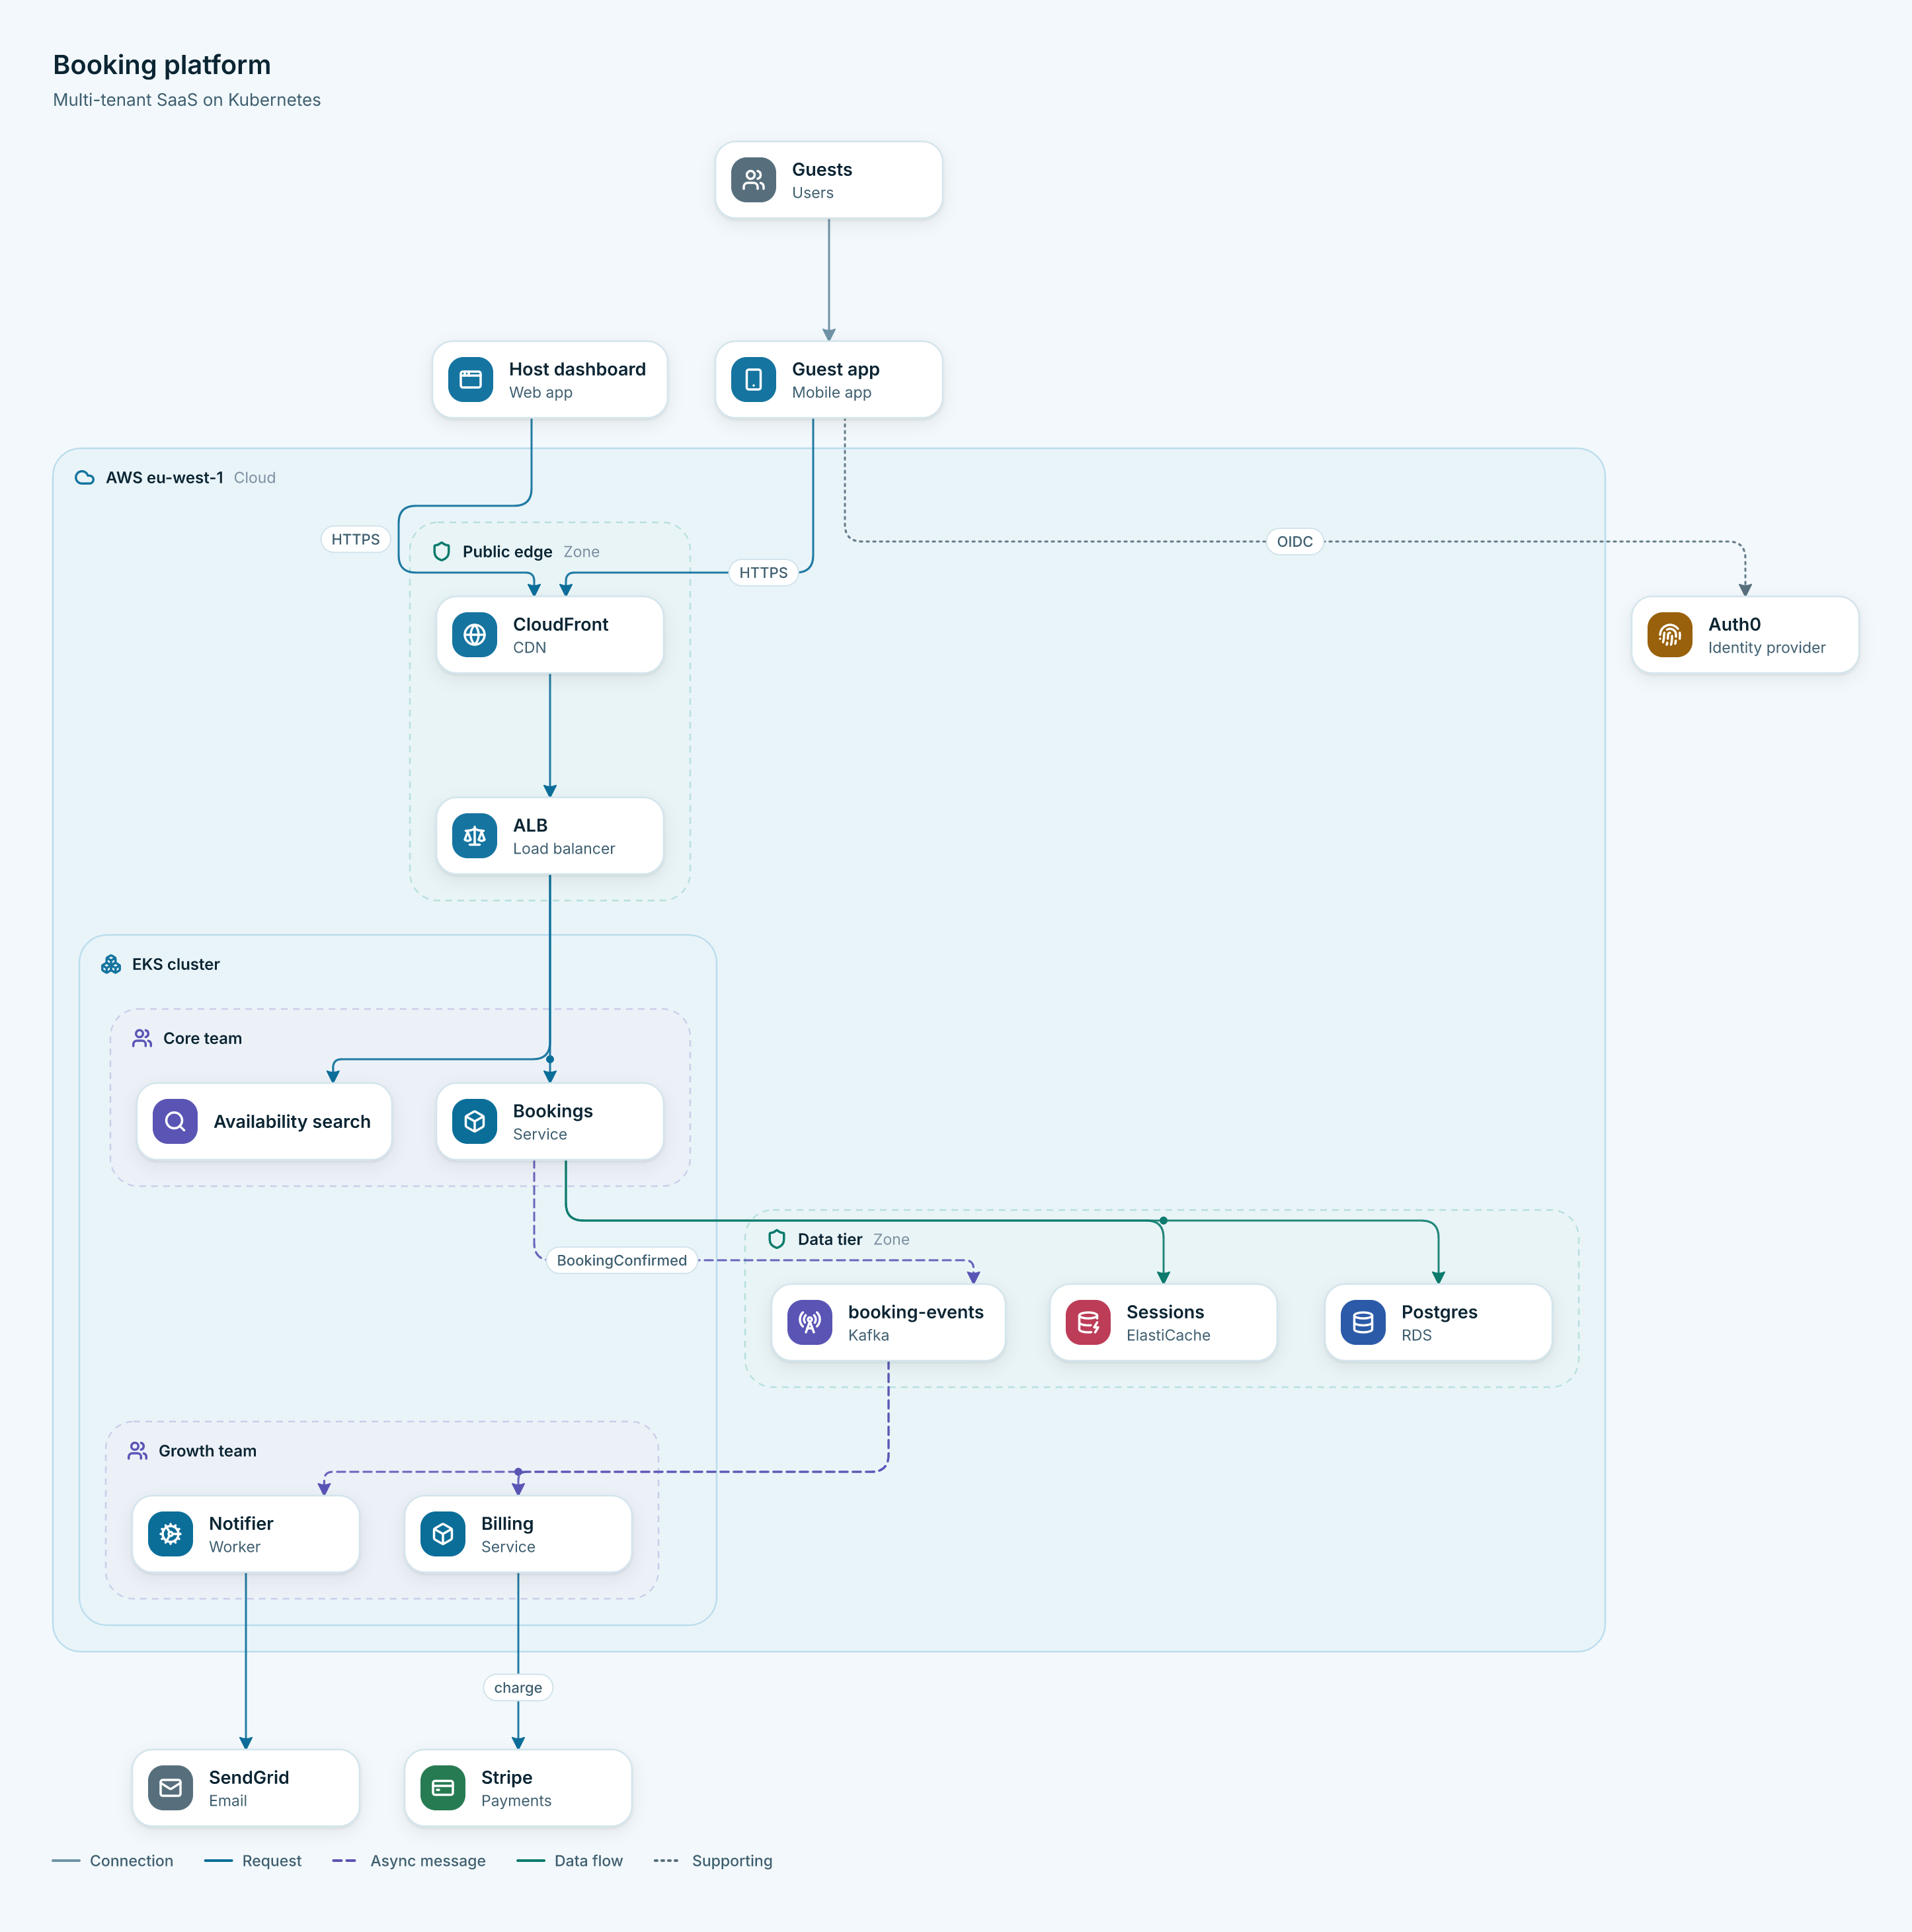 Booking platform
Multi-tenant SaaS on Kubernetes
Guests
Users
Host dashboard
Web app
Guest app
Mobile app
AWS eu-west-1 Cloud
HTTPS
OIDC
Public edge Zone
HTTPS
CloudFront
CDN
Auth0
Identity provider
ALB
Load balancer
EKS cluster
Core team
Availability search
Bookings
Service
Data tier Zone
BookingConfirmed
booking-events
Kafka
Sessions
ElastiCache
Postgres
RDS
Growth team
Notifier
Worker
Billing
Service
charge
SendGrid
Email
Stripe
Payments
Connection Request Async message Data flow Supporting